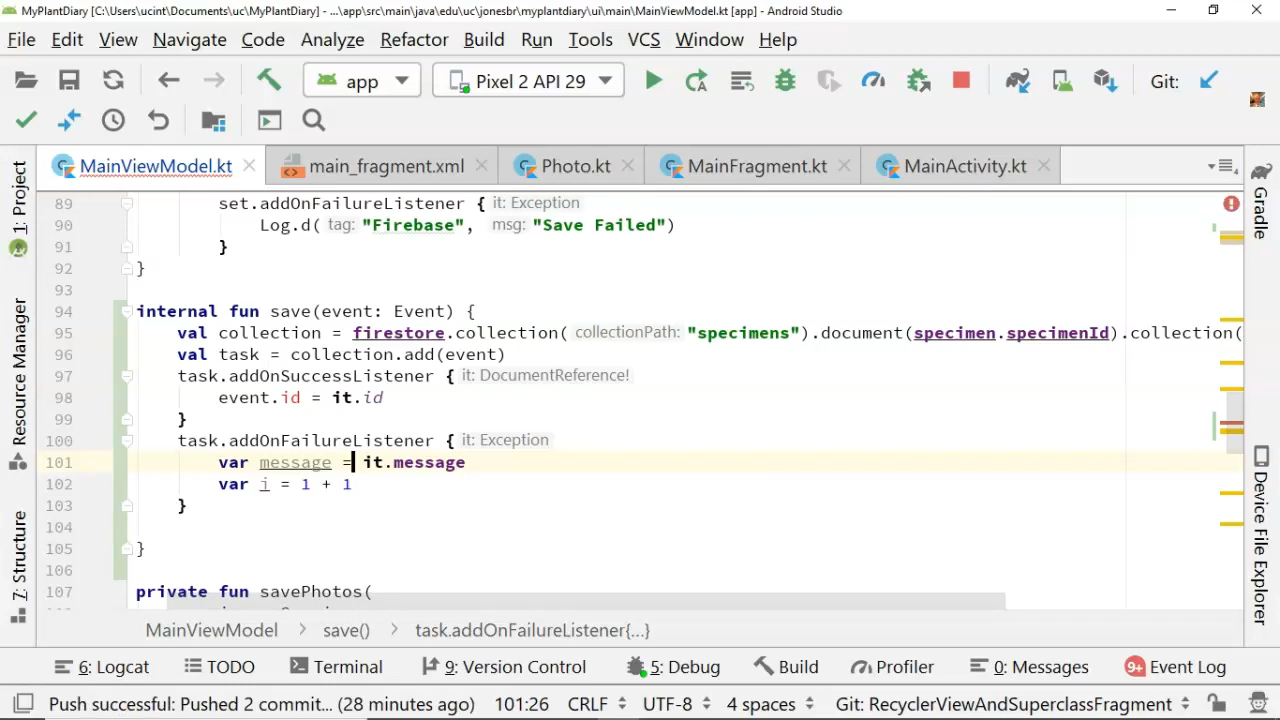 MyPlantDiary [C:\Users\ucint\Documents\uc\MyPlantDiary] - ...\app\src\main\java\edu\uc\jonesbr\myplantdiary\ui\main\MainViewModel.kt [app] - Android Studio
File Edit View Navigate Code Analyze Refactor Build Run Tools VCS Window Help
app Pixel 2 API 29 Git:
MainViewModel.kt main_fragment.xml Photo.kt MainFragment.kt MainActivity.kt
1: Project
Resource Manager
7: Structure
89 set.addOnFailureListener { it: Exception
90 Log.d( tag: "Firebase", msg: "Save Failed")
91 }
92 }
93
94 internal fun save(event: Event) {
95 val collection = firestore.collection( collectionPath: "specimens").document(specimen.specimenId).collection(
96 val task = collection.add(event)
97 task.addOnSuccessListener { it: DocumentReference!
98 event.id = it.id
99 }
100 task.addOnFailureListener { it: Exception
101 var message = it.message
102 var i = 1 + 1
103 }
104
105 }
106
107 private fun savePhotos(
Gradle
Device File Explorer
MainViewModel > save() > task.addOnFailureListener{...}
6: Logcat TODO Terminal 9: Version Control 5: Debug Build Profiler 0: Messages 9+ Event Log
Push successful: Pushed 2 commit... (28 minutes ago) 101:26 CRLF UTF-8 4 spaces Git: RecyclerViewAndSuperclassFragment